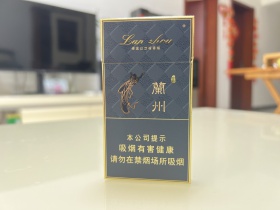 Lan zhou
蘭州
本公司提示
吸烟有害健康
请勿在禁烟场所吸烟